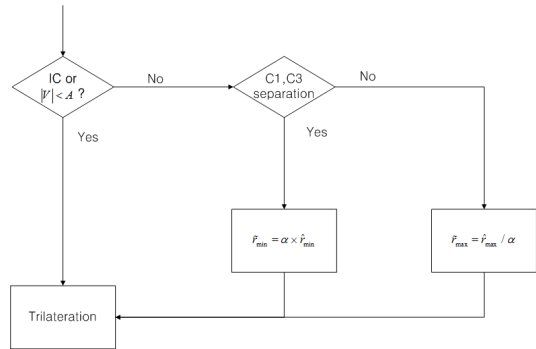 IC or
|V| < A ?
No
C1,C3
separation
No
Yes
Yes
r̃min = α × r̂min
r̃max = r̂max / α
Trilateration